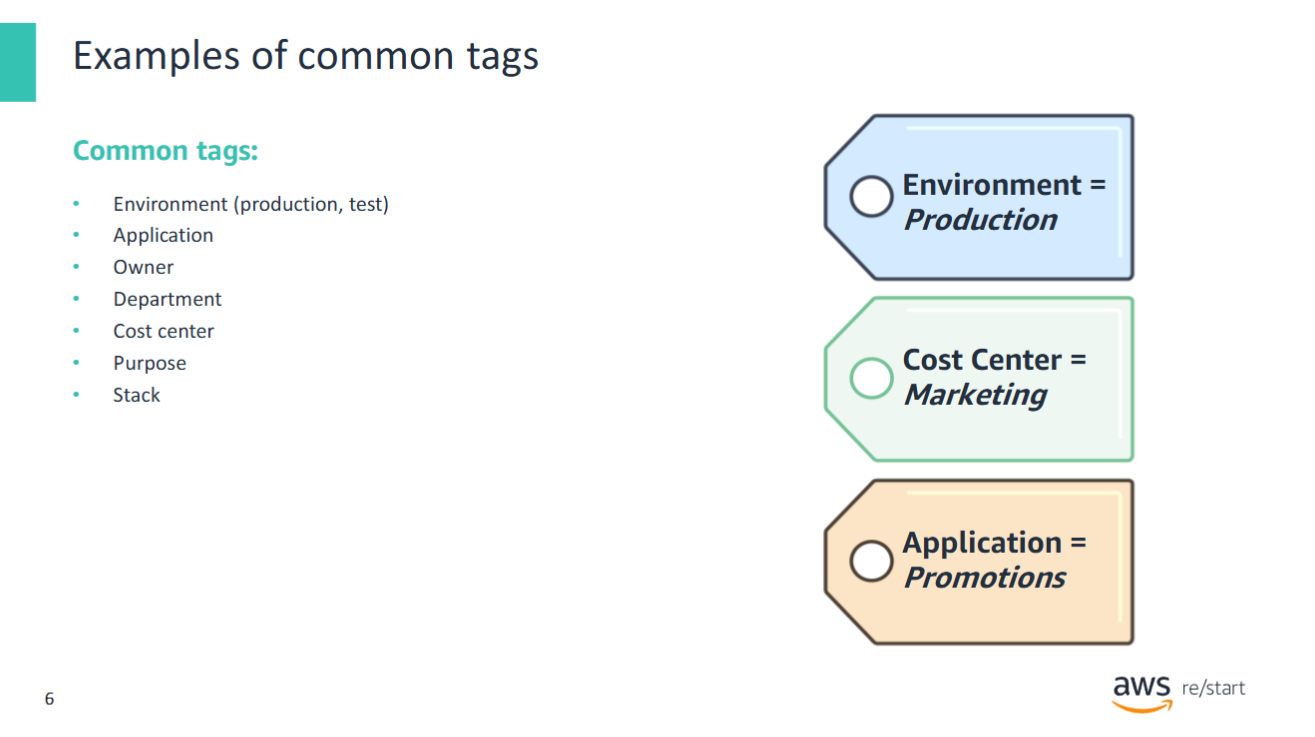 Examples of common tags
Common tags:
• Environment (production, test)
• Application
• Owner
• Department
• Cost center
• Purpose
• Stack
Environment =
Production
Cost Center =
Marketing
Application =
Promotions
6
aws re/start